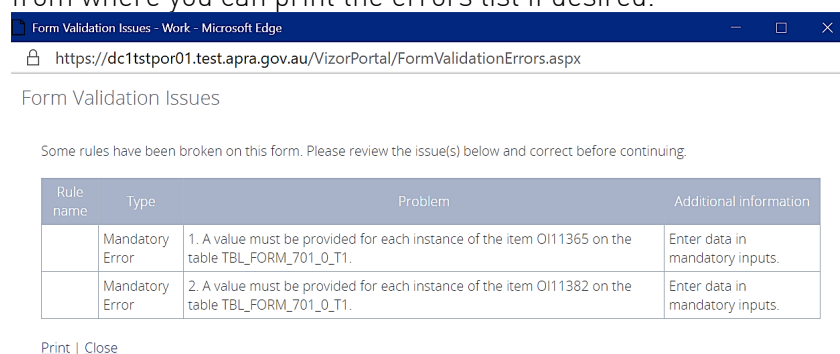 from where you can print the errors list if desired.
Form Validation Issues - Work - Microsoft Edge
https://dc1tstpor01.test.apra.gov.au/VizorPortal/FormValidationErrors.aspx
Form Validation Issues
Some rules have been broken on this form. Please review the issue(s) below and correct before continuing.
Rule name Type Problem Additional information
Mandatory Error 1. A value must be provided for each instance of the item OI11365 on the
table TBL_FORM_701_0_T1. Enter data in
mandatory inputs.
Mandatory Error 2. A value must be provided for each instance of the item OI11382 on the
table TBL_FORM_701_0_T1. Enter data in
mandatory inputs.
Print | Close